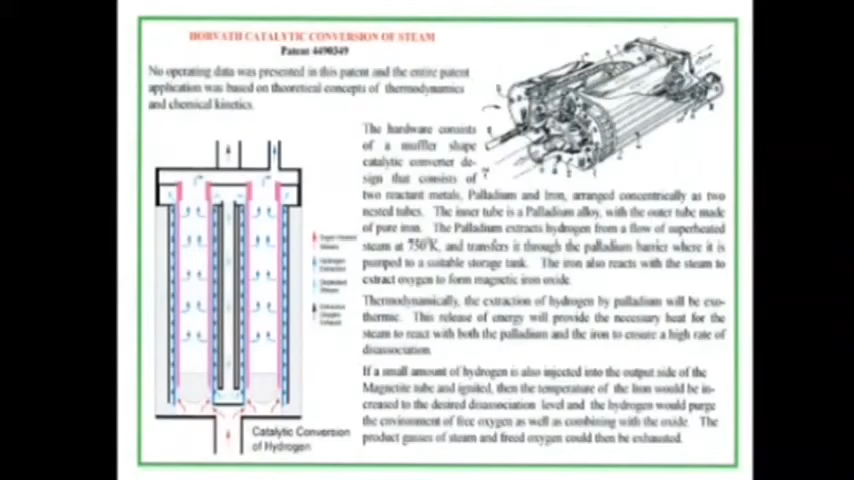 HORVATH CATALYTIC CONVERSION OF STEAM
Patent 4490349
No operating data was presented in this patent and the entire patent
application was based on theoretical concepts of thermodynamics
and chemical kinetics.
The hardware consists
of a muffler shape
catalytic converter de-
sign that consists of
two reactant metals, Palladium and Iron, arranged concentrically as two
nested tubes. The inner tube is a Palladium alloy, with the outer tube made
of pure iron. The Palladium extracts hydrogen from a flow of superheated
steam at 750°K, and transfers it through the palladium barrier where it is
pumped to a suitable storage tank. The iron also reacts with the steam to
extract oxygen to form magnetic iron oxide.
Thermodynamically, the extraction of hydrogen by palladium will be exo-
thermic. This release of energy will provide the necessary heat for the
steam to react with both the palladium and the iron to ensure a high rate of
disassociation.
If a small amount of hydrogen is also injected into the output side of the
Magnetite tube and ignited, then the temperature of the Iron would be in-
creased to the desired disassociation level and the hydrogen would purge
the environment of free oxygen as well as combining with the oxide. The
product gasses of steam and freed oxygen could then be exhausted.
Hydrogen
Extraction
Steam
Exhaust
Catalytic Conversion
of Hydrogen